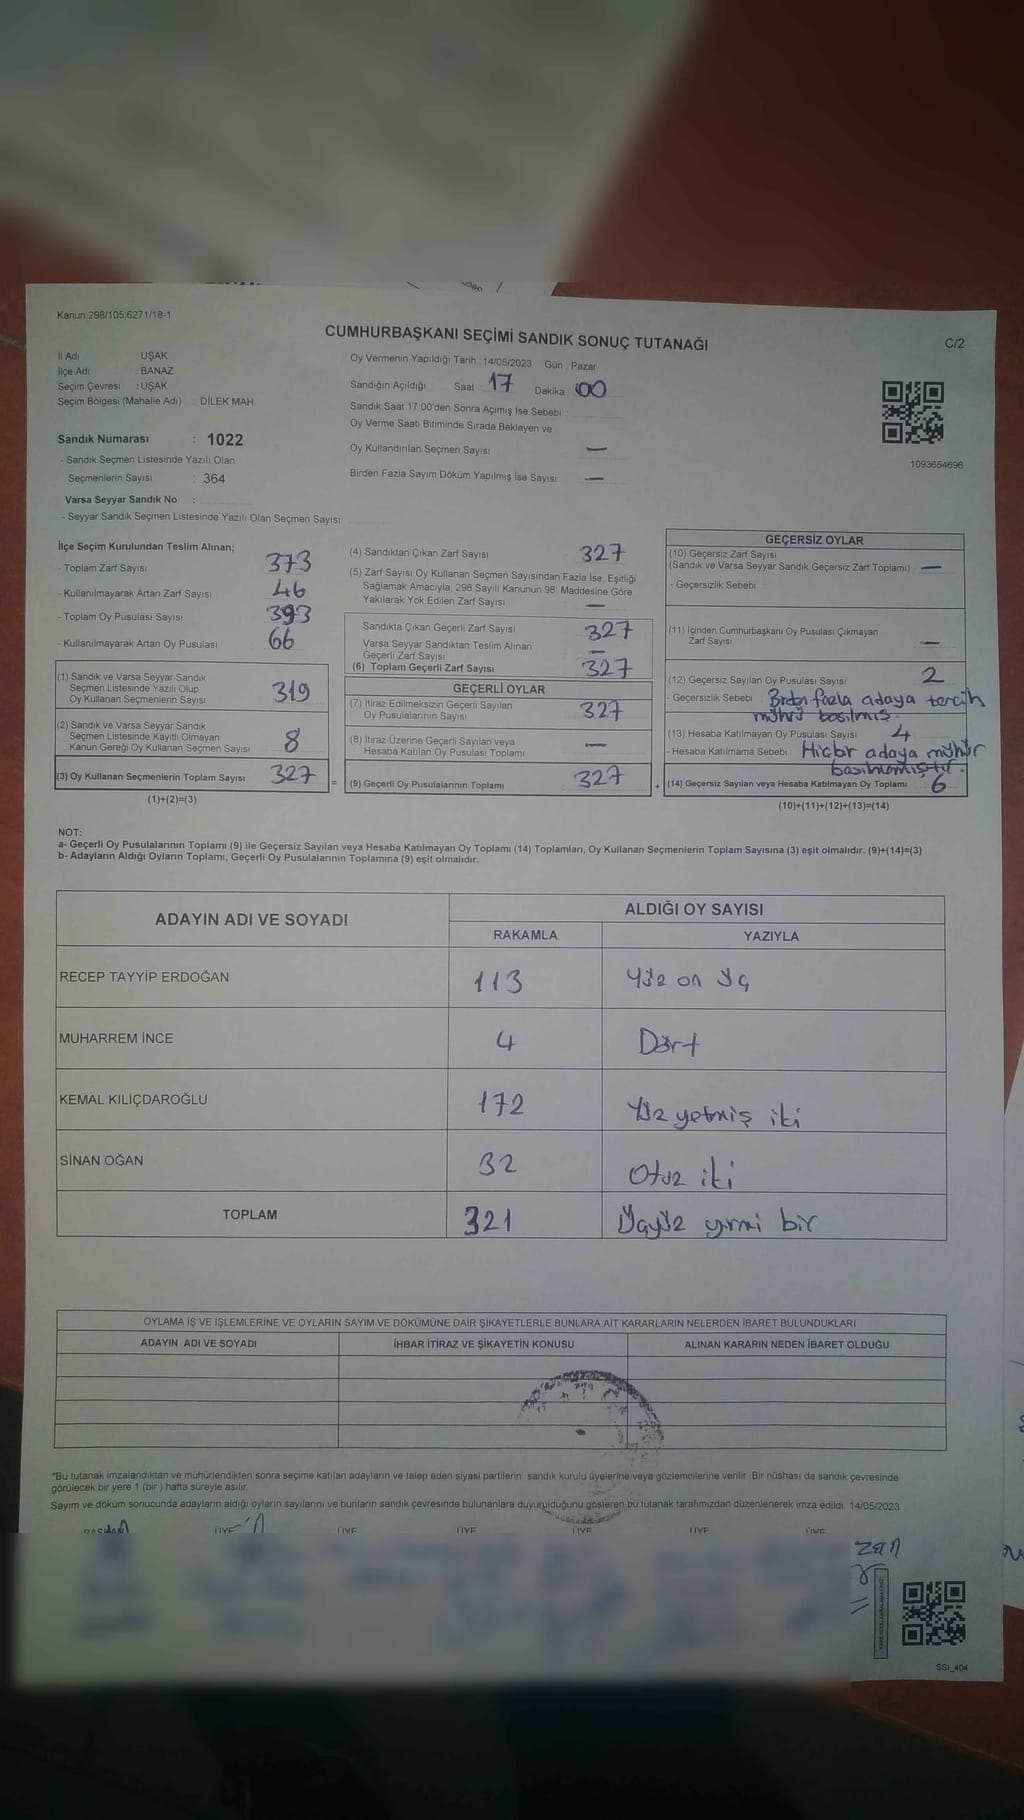 Kanun;298/105,6271/18-1
CUMHURBAŞKANI SEÇİMİ SANDIK SONUÇ TUTANAĞI
C/2
İl Adı : UŞAK
İlçe Adı : BANAZ
Seçim Çevresi : UŞAK
Seçim Bölgesi (Mahalle Adı) : DİLEK MAH.
Sandık Numarası : 1022
- Sandık Seçmen Listesinde Yazılı Olan
Seçmenlerin Sayısı : 364
Varsa Seyyar Sandık No :
- Seyyar Sandık Seçmen Listesinde Yazılı Olan Seçmen Sayısı:
Oy Vermenin Yapıldığı Tarih : 14/05/2023 Gün : Pazar
Sandığın Açıldığı Saat 17 Dakika 00
Sandık Saat 17:00'den Sonra Açımış İse Sebebi
Oy Verme Saati Bitiminde Sırada Bekleyen ve
Oy Kullandırılan Seçmen Sayısı —
Birden Fazla Sayım Döküm Yapılmış İse Sayısı —
1093654696
İlçe Seçim Kurulundan Teslim Alınan;
- Toplam Zarf Sayısı 373
- Kullanılmayarak Artan Zarf Sayısı 46
- Toplam Oy Pusulası Sayısı 393
- Kullanılmayarak Artan Oy Pusulası 66
(1) Sandık ve Varsa Seyyar Sandık
Seçmen Listesinde Yazılı Olup
Oy Kullanan Seçmenlerin Sayısı 319
(2) Sandık ve Varsa Seyyar Sandık
Seçmen Listesinde Kayıtlı Olmayan
Kanun Gereği Oy Kullanan Seçmen Sayısı 8
(3) Oy Kullanan Seçmenlerin Toplam Sayısı 327 =
(1)+(2)=(3)
(4) Sandıktan Çıkan Zarf Sayısı 327
(5) Zarf Sayısı Oy Kullanan Seçmen Sayısından Fazla İse, Eşitliği
Sağlamak Amacıyla; 298 Sayılı Kanunun 98. Maddesine Göre
Yakılarak Yok Edilen Zarf Sayısı —
Sandıkta Çıkan Geçerli Zarf Sayısı 327
Varsa Seyyar Sandıktan Teslim Alınan
Geçerli Zarf Sayısı —
(6) Toplam Geçerli Zarf Sayısı 327
GEÇERLİ OYLAR
(7) İtiraz Edilmeksizin Geçerli Sayılan
Oy Pusulalarının Sayısı 327
(8) İtiraz Üzerine Geçerli Sayılan veya
Hesaba Katılan Oy Pusulası Toplamı —
(9) Geçerli Oy Pusulalarının Toplamı 327 +
GEÇERSİZ OYLAR
(10) Geçersiz Zarf Sayısı
(Sandık ve Varsa Seyyar Sandık Geçersiz Zarf Toplamı) —
- Geçersizlik Sebebi
(11) İçinden Cumhurbaşkanı Oy Pusulası Çıkmayan
Zarf Sayısı —
(12) Geçersiz Sayılan Oy Pusulası Sayısı 2
- Geçersizlik Sebebi Birden fazla adaya tercih
mührü basılmış.
(13) Hesaba Katılmayan Oy Pusulası Sayısı 4
- Hesaba Katılmama Sebebi Hiçbir adaya mühür
basılmamıştır.
(14) Geçersiz Sayılan veya Hesaba Katılmayan Oy Toplamı 6
(10)+(11)+(12)+(13)=(14)
NOT:
a- Geçerli Oy Pusulalarının Toplamı (9) ile Geçersiz Sayılan veya Hesaba Katılmayan Oy Toplamı (14) Toplamları, Oy Kullanan Seçmenlerin Toplam Sayısına (3) eşit olmalıdır. (9)+(14)=(3)
b- Adayların Aldığı Oyların Toplamı, Geçerli Oy Pusulalarının Toplamına (9) eşit olmalıdır.
ADAYIN ADI VE SOYADI
ALDIĞI OY SAYISI
RAKAMLA YAZIYLA
RECEP TAYYİP ERDOĞAN 113 Yüz on üç
MUHARREM İNCE 4 Dört
KEMAL KILIÇDAROĞLU 172 Yüz yetmiş iki
SİNAN OĞAN 32 Otuz iki
TOPLAM 321 Üçyüz yirmi bir
OYLAMA İŞ VE İŞLEMLERİNE VE OYLARIN SAYIM VE DÖKÜMÜNE DAİR ŞİKAYETLERLE BUNLARA AİT KARARLARIN NELERDEN İBARET BULUNDUKLARI
ADAYIN ADI VE SOYADI İHBAR İTİRAZ VE ŞİKAYETİN KONUSU ALINAN KARARIN NEDEN İBARET OLDUĞU
*Bu tutanak imzalandıktan ve mühürlendikten sonra seçime katılan adayların ve talep eden siyasi partilerin sandık kurulu üyelerine veya gözlemcilerine verilir. Bir nüshası da sandık çevresinde
görülecek bir yere 1 (bir) hafta süreyle asılır.
Sayım ve döküm sonucunda adayların aldığı oyların sayılarını ve bunların sandık çevresinde bulunanlara duyurulduğunu gösteren bu tutanak tarafımızdan düzenlenerek imza edildi. 14/05/2023
BAŞKAN ÜYE ÜYE ÜYE ÜYE ÜYE ÜYE
SSI_404